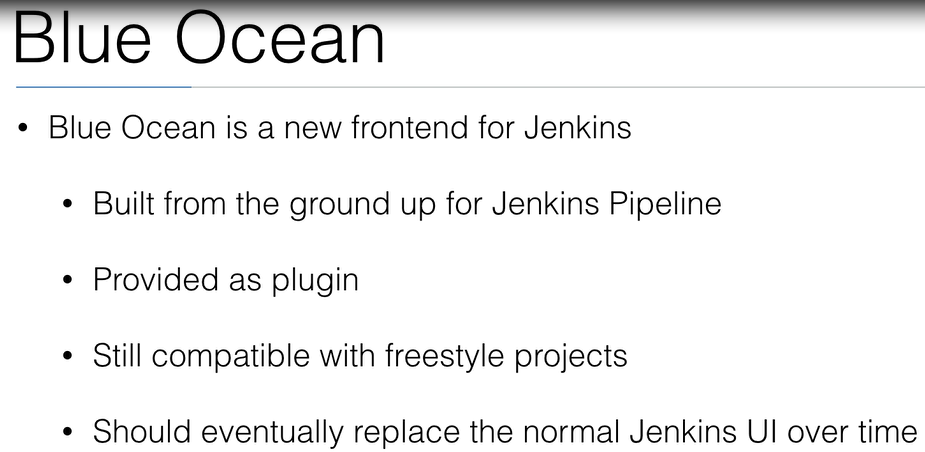 Blue Ocean
• Blue Ocean is a new frontend for Jenkins
• Built from the ground up for Jenkins Pipeline
• Provided as plugin
• Still compatible with freestyle projects
• Should eventually replace the normal Jenkins UI over time